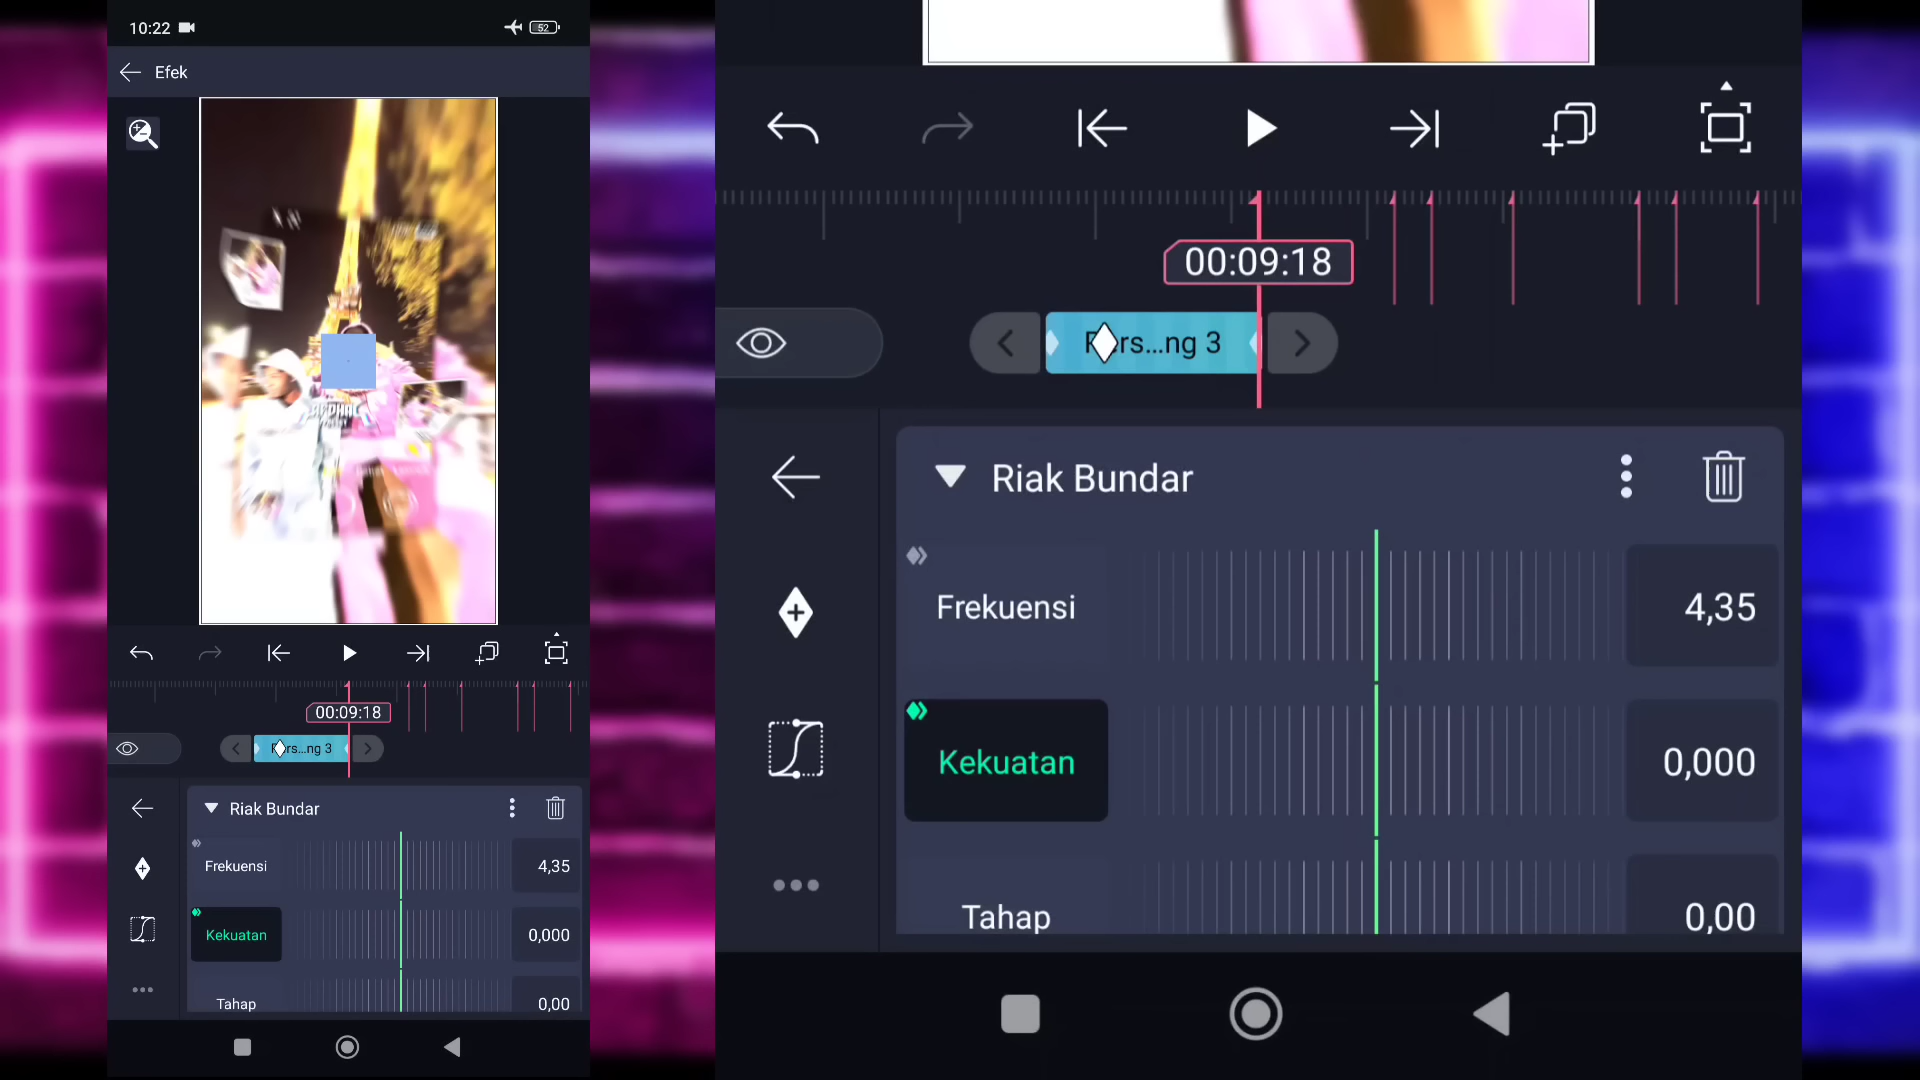 10:22
52
Efek
00:09:18
rs...ng 3
Riak Bundar
Frekuensi
4,35
Kekuatan
0,000
Tahap
0,00
00:09:18
rs...ng 3
Riak Bundar
Frekuensi
4,35
Kekuatan
0,000
Tahap
0,00